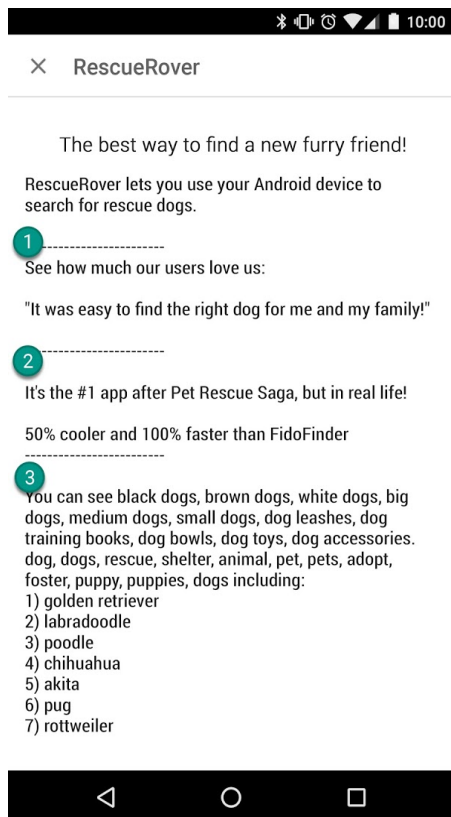 10:00
RescueRover
The best way to find a new furry friend!
RescueRover lets you use your Android device to
search for rescue dogs.
1
-----------------------
See how much our users love us:
"It was easy to find the right dog for me and my family!"
-----------------------
2
It's the #1 app after Pet Rescue Saga, but in real life!
50% cooler and 100% faster than FidoFinder
-------------------------
3
You can see black dogs, brown dogs, white dogs, big
dogs, medium dogs, small dogs, dog leashes, dog
training books, dog bowls, dog toys, dog accessories.
dog, dogs, rescue, shelter, animal, pet, pets, adopt,
foster, puppy, puppies, dogs including:
1) golden retriever
2) labradoodle
3) poodle
4) chihuahua
5) akita
6) pug
7) rottweiler